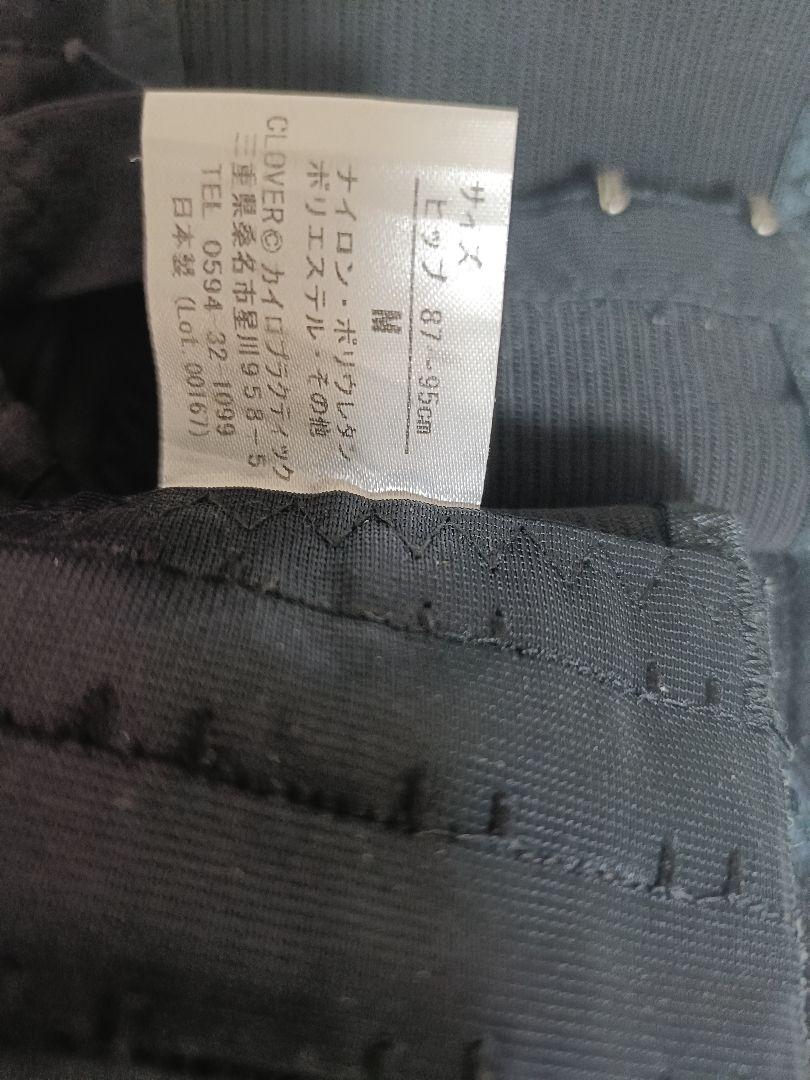 サイズ
ヒップ 87~95cm
M
ナイロン・ポリウレタン
ポリエステル・その他
CLOVER©カイロプラクティック
三重県桑名市星川958-5
TEL 0594-32-1099
日本製(Lot.00167)